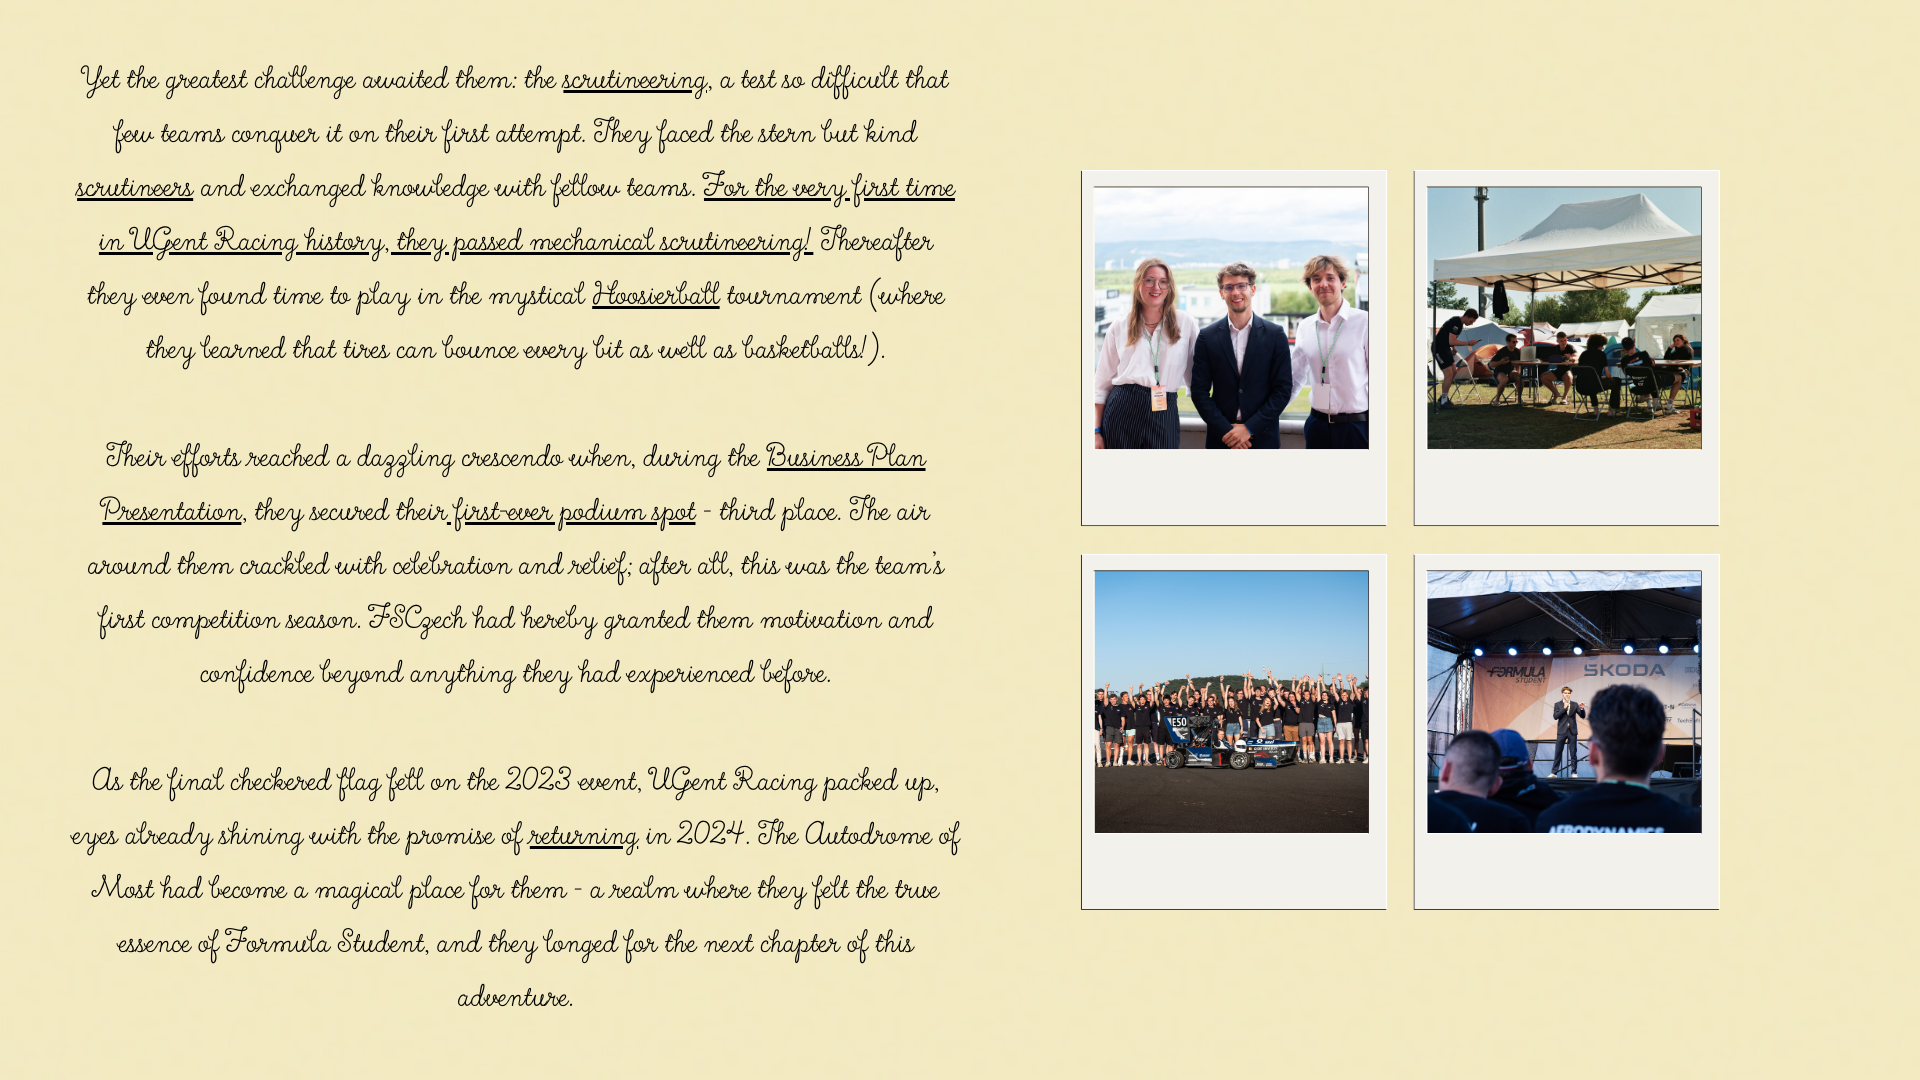 Yet the greatest challenge awaited them: the scrutineering, a test so difficult that
few teams conquer it on their first attempt. They faced the stern but kind
scrutineers and exchanged knowledge with fellow teams. For the very first time
in UGent Racing history, they passed mechanical scrutineering! Thereafter
they even found time to play in the mystical Hoosierball tournament (where
they learned that tires can bounce every bit as well as basketballs!).
Their efforts reached a dazzling crescendo when, during the Business Plan
Presentation, they secured their first-ever podium spot - third place. The air
around them crackled with celebration and relief; after all, this was the team's
first competition season. FSCzech had hereby granted them motivation and
confidence beyond anything they had experienced before.
As the final checkered flag fell on the 2023 event, UGent Racing packed up,
eyes already shining with the promise of returning in 2024. The Autodrome of
Most had become a magical place for them - a realm where they felt the true
essence of Formula Student, and they longed for the next chapter of this
adventure.
E50
FORMULA
STUDENT
ŠKODA
AERODYNAMICS